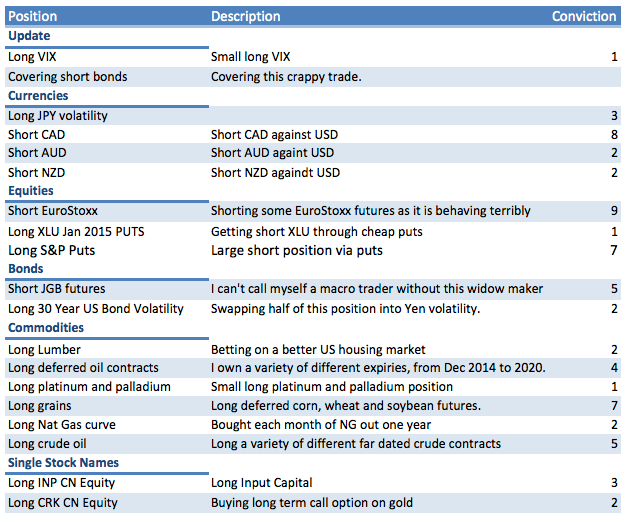 Position Description Conviction
Update
Long VIX Small long VIX 1
Covering short bonds Covering this crappy trade.
Currencies
Long JPY volatility 3
Short CAD Short CAD against USD 8
Short AUD Short AUD againt USD 2
Short NZD Short NZD againdt USD 2
Equities
Short EuroStoxx Shorting some EuroStoxx futures as it is behaving terribly 9
Long XLU Jan 2015 PUTS Getting short XLU through cheap puts 1
Long S&P Puts Large short position via puts 7
Bonds
Short JGB futures I can't call myself a macro trader without this widow maker 5
Long 30 Year US Bond Volatility Swapping half of this position into Yen volatility. 2
Commodities
Long Lumber Betting on a better US housing market 2
Long deferred oil contracts I own a variety of different expiries, from Dec 2014 to 2020. 4
Long platinum and palladium Small long platinum and palladium position 1
Long grains Long deferred corn, wheat and soybean futures. 7
Long Nat Gas curve Bought each month of NG out one year 2
Long crude oil Long a variety of different far dated crude contracts 5
Single Stock Names
Long INP CN Equity Long Input Capital 3
Long CRK CN Equity Buying long term call option on gold 2